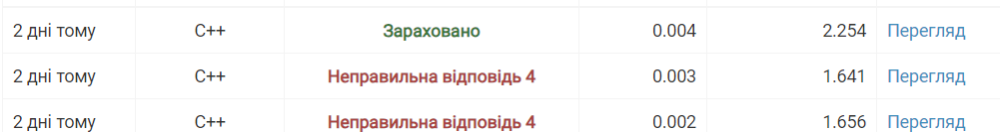 2 дні тому C++ Зараховано 0.004 2.254 Перегляд
2 дні тому C++ Неправильна відповідь 4 0.003 1.641 Перегляд
2 дні тому C++ Неправильна відповідь 4 0.002 1.656 Перегляд